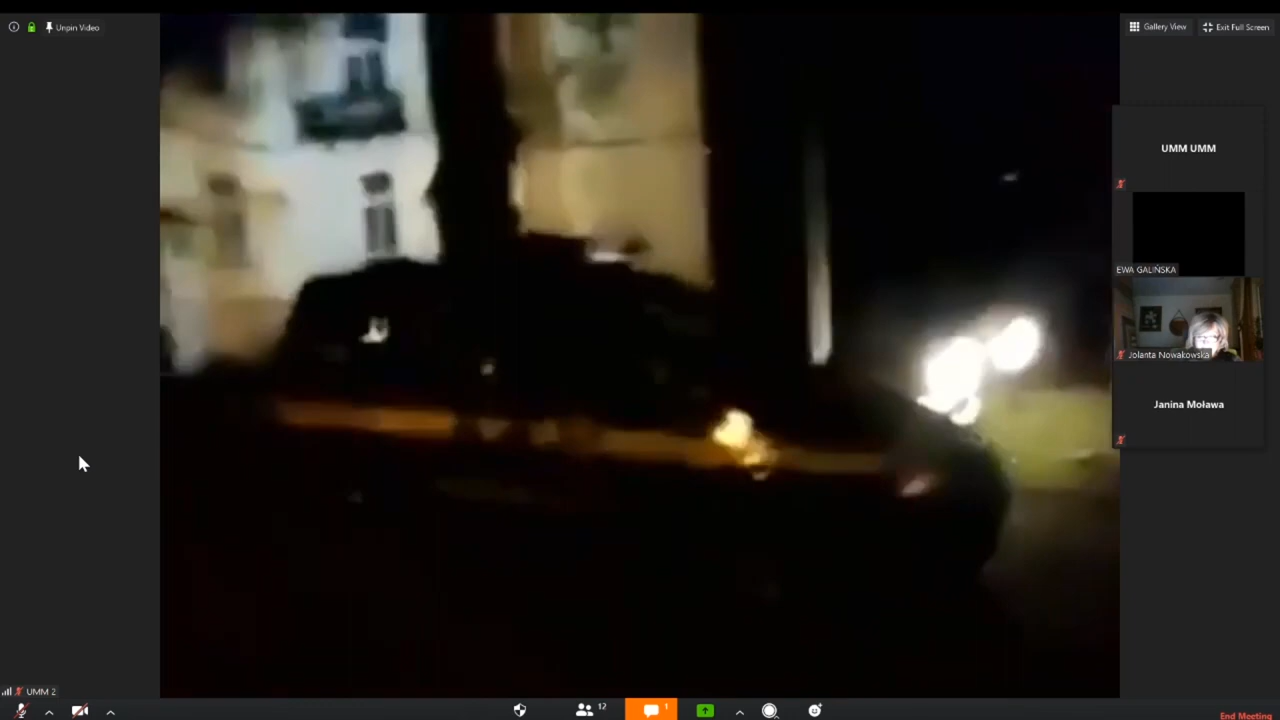 Unpin Video
Gallery View
Exit Full Screen
UMM UMM
EWA GALIŃSKA
Jolanta Nowakowska
Janina Moława
UMM 2
12
1
End Meeting